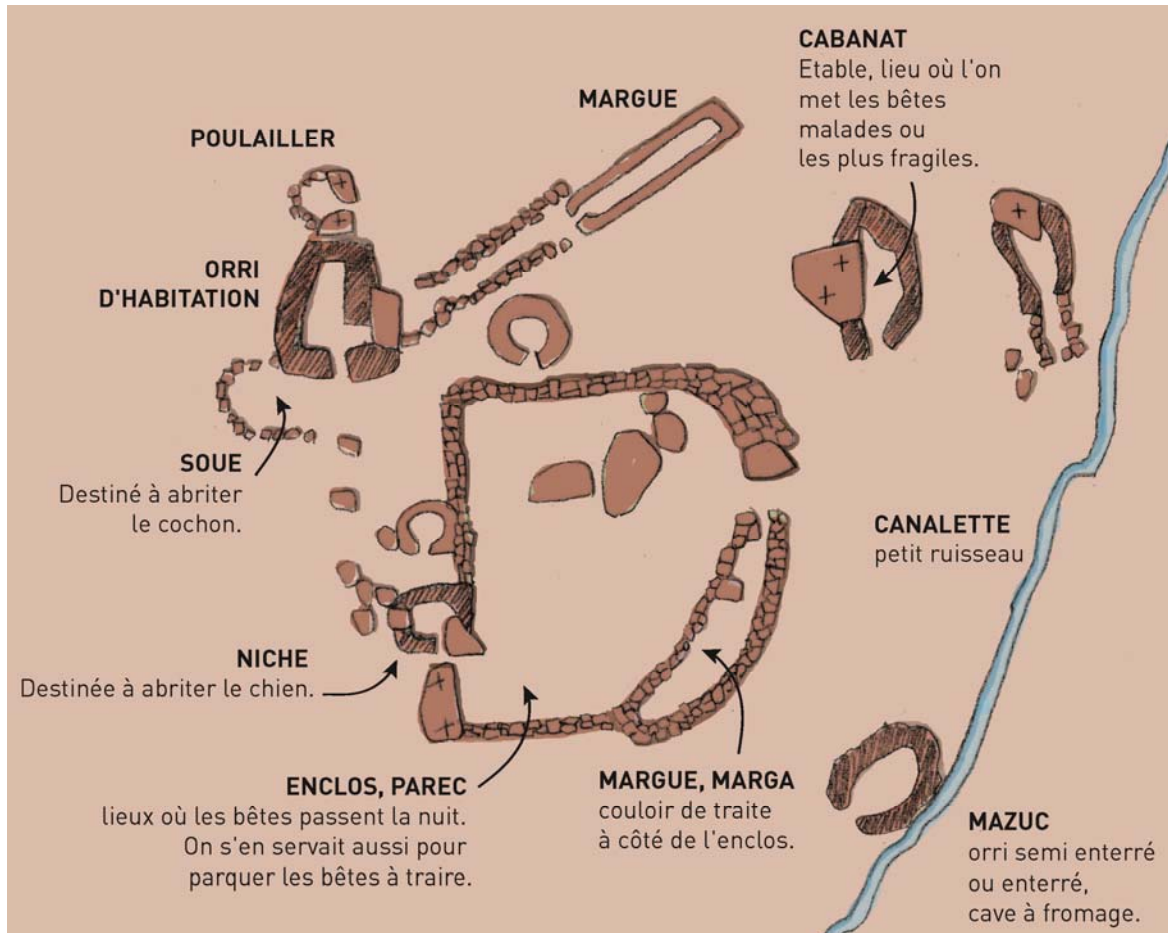 CABANAT
Etable, lieu où l'on
met les bêtes
malades ou
les plus fragiles.
MARGUE
POULAILLER
ORRI
D'HABITATION
SOUE
Destiné à abriter
le cochon.
CANALETTE
petit ruisseau
NICHE
Destinée à abriter le chien.
ENCLOS, PAREC
lieux où les bêtes passent la nuit.
On s'en servait aussi pour
parquer les bêtes à traire.
MARGUE, MARGA
couloir de traite
à côté de l'enclos.
MAZUC
orri semi enterré
ou enterré,
cave à fromage.